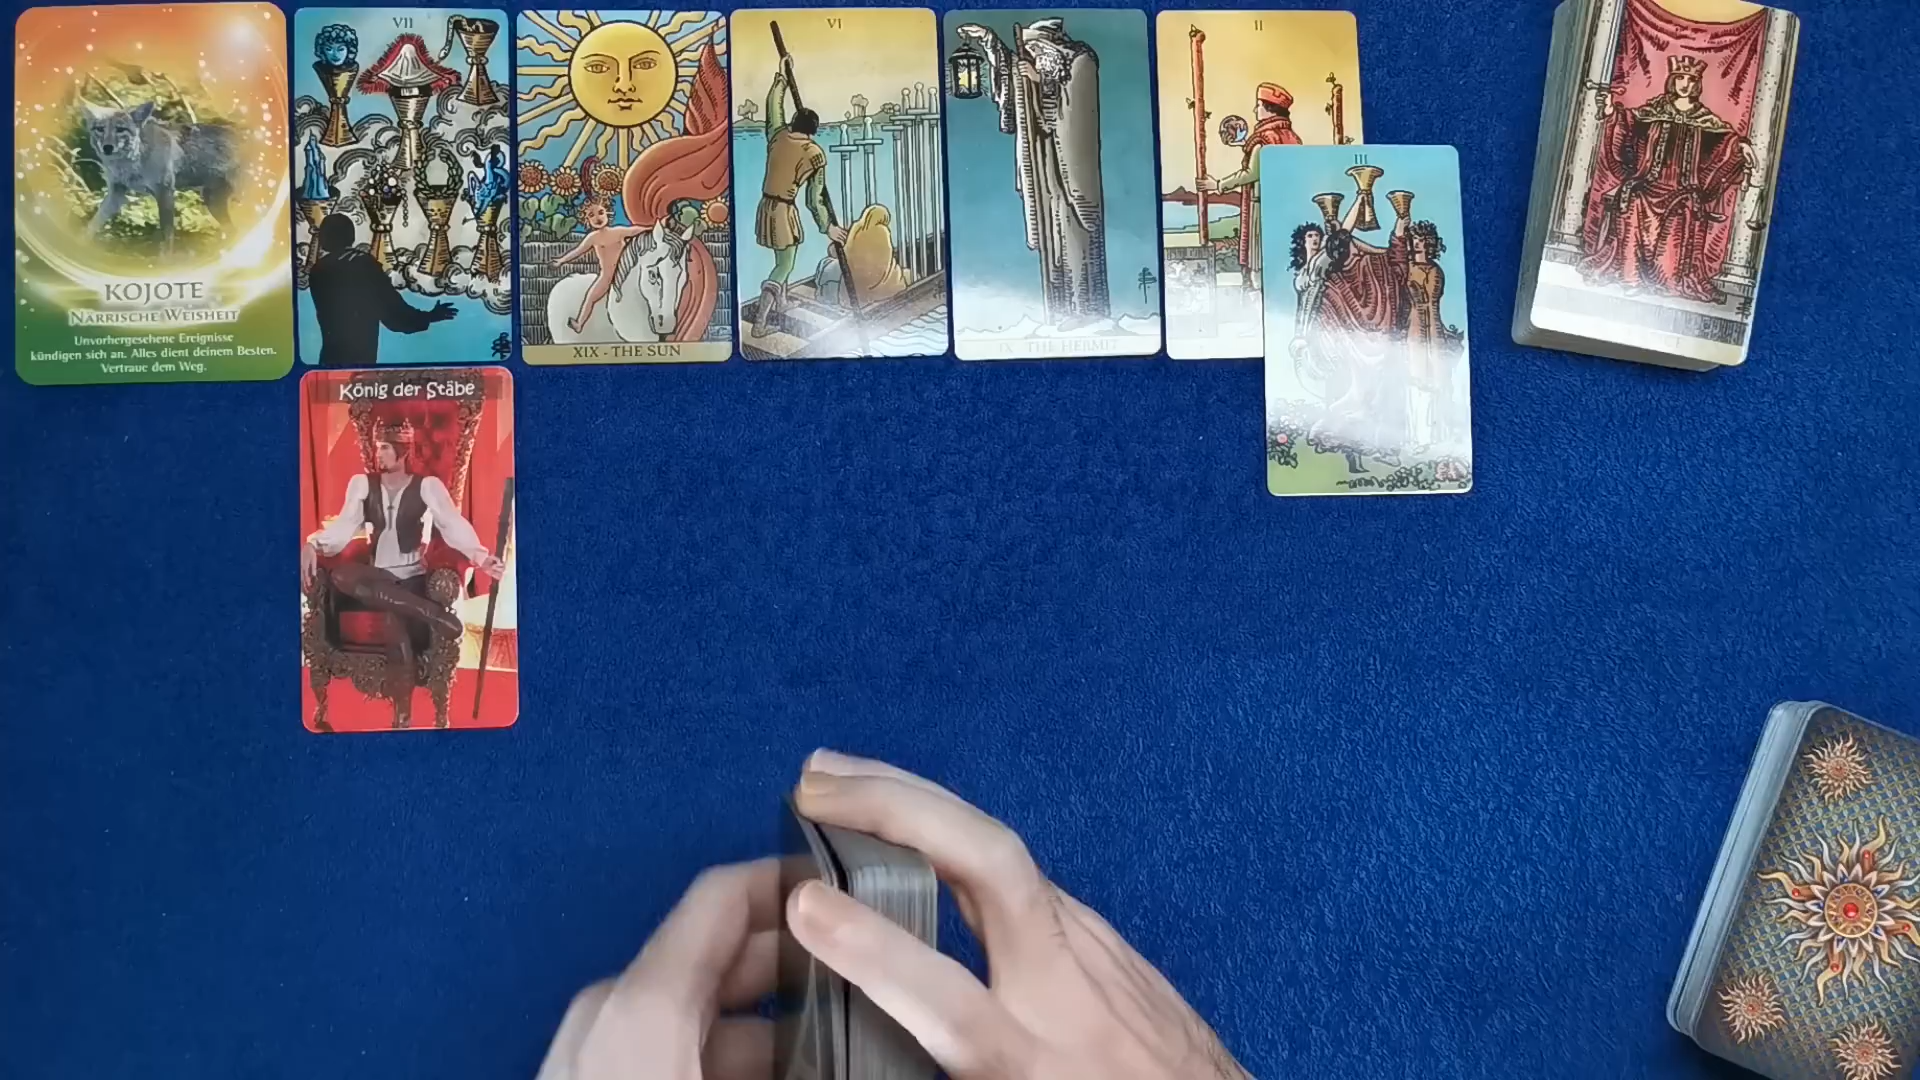 KOJOTE
NÄRRISCHE WEISHEIT
Unvorhergesehene Ereignisse
kündigen sich an. Alles dient deinem Besten.
Vertraue dem Weg.
VII
XIX - THE SUN
VI
IX THE HERMIT
II
III
König der Stäbe